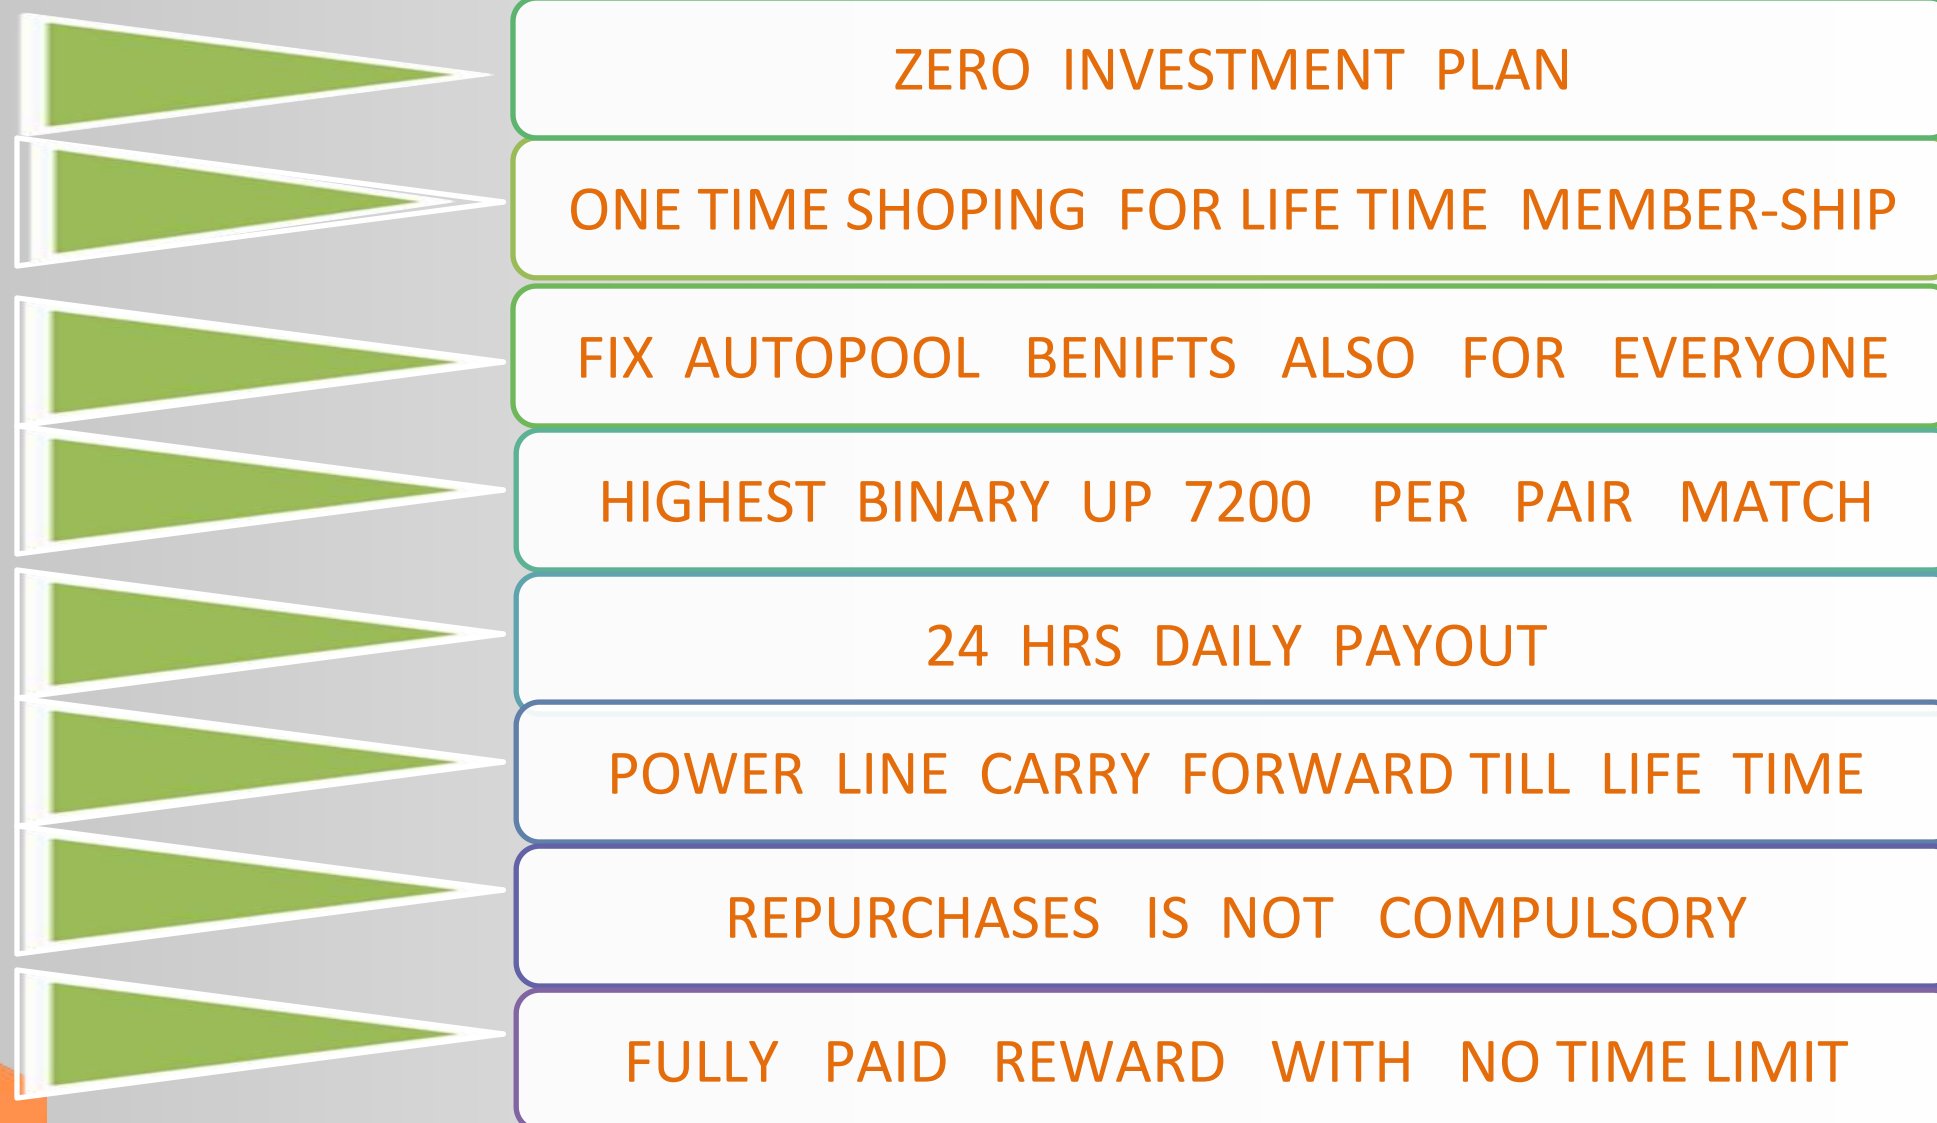 ZERO INVESTMENT PLAN
ONE TIME SHOPING FOR LIFE TIME MEMBER-SHIP
FIX AUTOPOOL BENIFTS ALSO FOR EVERYONE
HIGHEST BINARY UP 7200 PER PAIR MATCH
24 HRS DAILY PAYOUT
POWER LINE CARRY FORWARD TILL LIFE TIME
REPURCHASES IS NOT COMPULSORY
FULLY PAID REWARD WITH NO TIME LIMIT